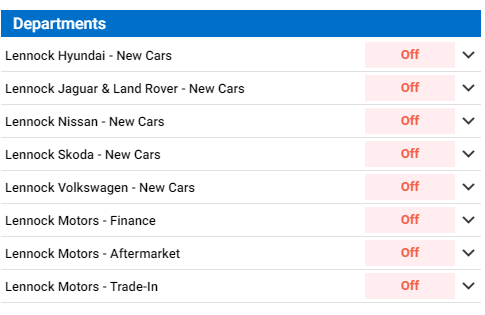 Departments
Lennock Hyundai - New Cars Off
Lennock Jaguar & Land Rover - New Cars Off
Lennock Nissan - New Cars Off
Lennock Skoda - New Cars Off
Lennock Volkswagen - New Cars Off
Lennock Motors - Finance Off
Lennock Motors - Aftermarket Off
Lennock Motors - Trade-In Off